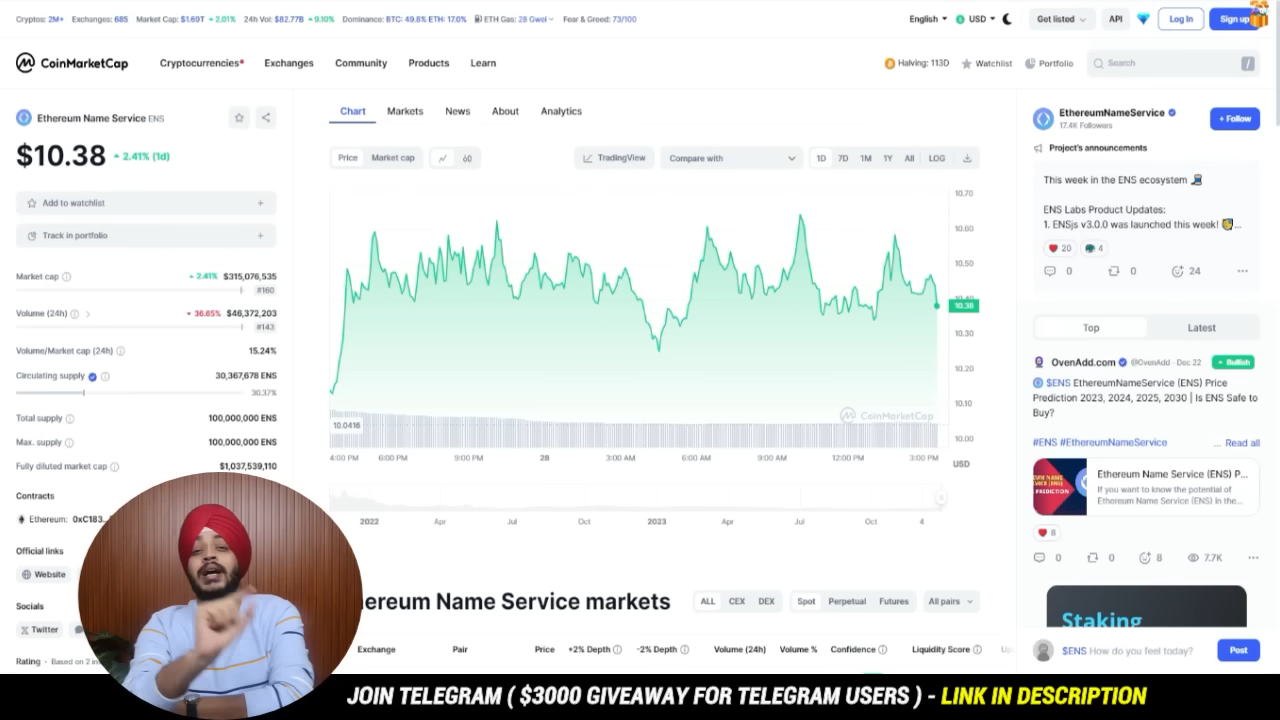 Cryptos: 2M+ Exchanges: 685 Market Cap: $1.69T 2.01% 24h Vol: $82.77B 9.10% Dominance: BTC: 49.8% ETH: 17.0% ETH Gas: 28 Gwei Fear & Greed: 73/100
English USD Get listed API Log In Sign up
CoinMarketCap Cryptocurrencies Exchanges Community Products Learn
Halving: 113D Watchlist Portfolio Search /
Ethereum Name Service ENS
$10.38 2.41% (1d)
Add to watchlist +
Track in portfolio +
Market cap 2.41% $315,076,535
#160
Volume (24h) 36.65% $46,372,203
#143
Volume/Market cap (24h) 15.24%
Circulating supply 30,367,678 ENS
30.37%
Total supply 100,000,000 ENS
Max. supply 100,000,000 ENS
Fully diluted market cap $1,037,539,110
Contracts
Ethereum: 0xC183...
Official links
Website
Socials
Twitter
Rating · Based on 2
Chart Markets News About Analytics
Price Market cap TradingView Compare with 1D 7D 1M 1Y All LOG
10.70
10.60
10.50
10.40
10.38
10.30
10.20
10.10
10.00
CoinMarketCap
10.0416
4:00 PM 6:00 PM 9:00 PM 28 3:00 AM 6:00 AM 9:00 AM 12:00 PM 3:00 PM USD
2022 Apr Jul Oct 2023 Apr Jul Oct 4
ereum Name Service markets ALL CEX DEX Spot Perpetual Futures All pairs
Exchange Pair Price +2% Depth -2% Depth Volume (24h) Volume % Confidence Liquidity Score
EthereumNameService + Follow
17.4K Followers
Project's announcements
This week in the ENS ecosystem
ENS Labs Product Updates:
1. ENSjs v3.0.0 was launched this week! ...
20 4
0 0 24
Top Latest
OvenAdd.com @OvenAdd · Dec 22 Bullish
$ENS EthereumNameService (ENS) Price
Prediction 2023, 2024, 2025, 2030 | Is ENS Safe to
Buy?
#ENS #EthereumNameService ... Read all
Ethereum Name Service (ENS) P...
If you want to know the potential of
Ethereum Name Service (ENS) in the...
8
0 0 8 7.7K
Staking
$ENS How do you feel today? Post
JOIN TELEGRAM ( $3000 GIVEAWAY FOR TELEGRAM USERS ) - LINK IN DESCRIPTION